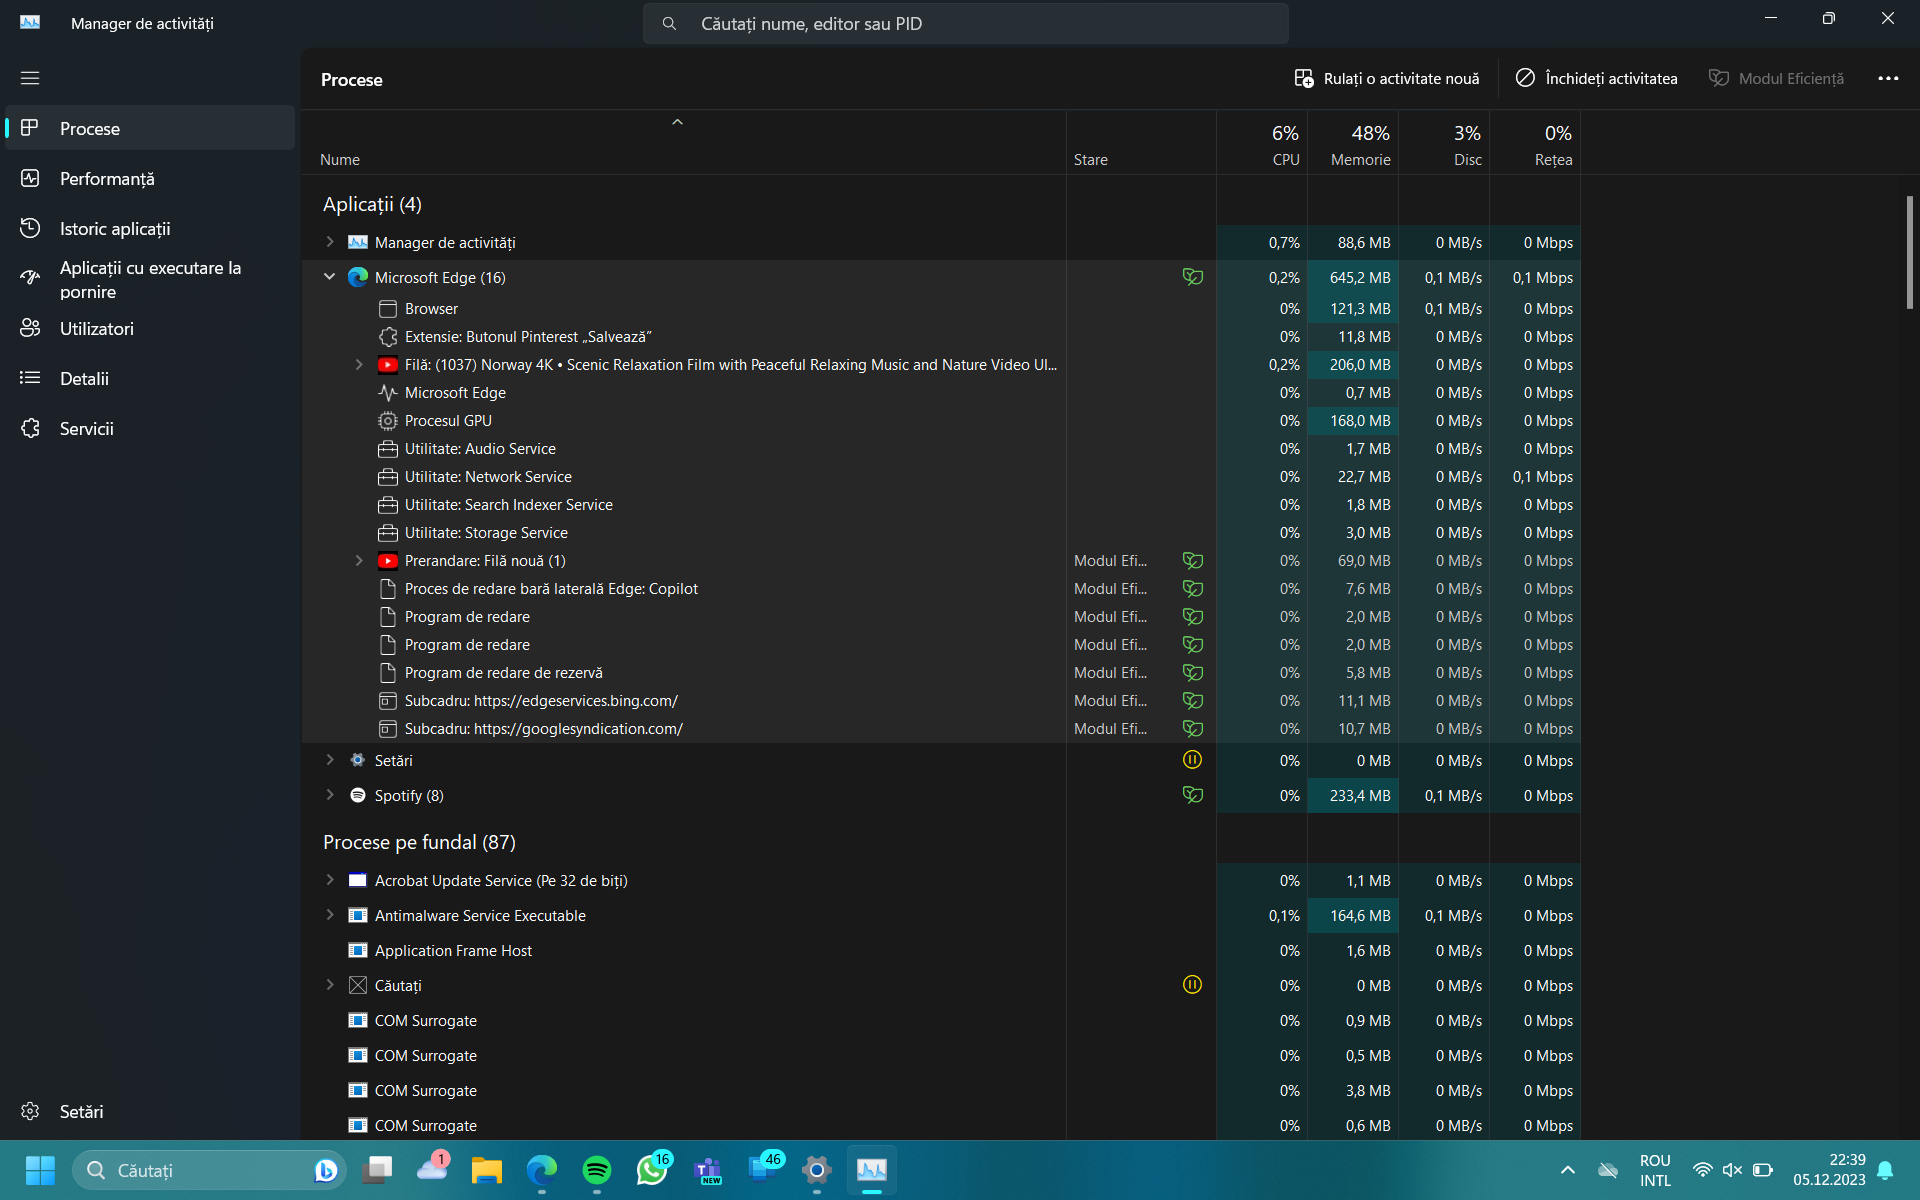 Manager de activități
Căutați nume, editor sau PID
Procese
Rulați o activitate nouă
Închideți activitatea
Modul Eficiență
Procese
Performanță
Istoric aplicații
Aplicații cu executare la
pornire
Utilizatori
Detalii
Servicii
Setări
6% 48% 3% 0%
Nume Stare CPU Memorie Disc Rețea
Aplicații (4)
Manager de activități 0,7% 88,6 MB 0 MB/s 0 Mbps
Microsoft Edge (16) 0,2% 645,2 MB 0,1 MB/s 0,1 Mbps
Browser 0% 121,3 MB 0,1 MB/s 0 Mbps
Extensie: Butonul Pinterest „Salvează” 0% 11,8 MB 0 MB/s 0 Mbps
Filă: (1037) Norway 4K • Scenic Relaxation Film with Peaceful Relaxing Music and Nature Video Ul... 0,2% 206,0 MB 0 MB/s 0 Mbps
Microsoft Edge 0% 0,7 MB 0 MB/s 0 Mbps
Procesul GPU 0% 168,0 MB 0 MB/s 0 Mbps
Utilitate: Audio Service 0% 1,7 MB 0 MB/s 0 Mbps
Utilitate: Network Service 0% 22,7 MB 0 MB/s 0,1 Mbps
Utilitate: Search Indexer Service 0% 1,8 MB 0 MB/s 0 Mbps
Utilitate: Storage Service 0% 3,0 MB 0 MB/s 0 Mbps
Prerandare: Filă nouă (1) Modul Efi... 0% 69,0 MB 0 MB/s 0 Mbps
Proces de redare bară laterală Edge: Copilot Modul Efi... 0% 7,6 MB 0 MB/s 0 Mbps
Program de redare Modul Efi... 0% 2,0 MB 0 MB/s 0 Mbps
Program de redare Modul Efi... 0% 2,0 MB 0 MB/s 0 Mbps
Program de redare de rezervă Modul Efi... 0% 5,8 MB 0 MB/s 0 Mbps
Subcadru: https://edgeservices.bing.com/ Modul Efi... 0% 11,1 MB 0 MB/s 0 Mbps
Subcadru: https://googlesyndication.com/ Modul Efi... 0% 10,7 MB 0 MB/s 0 Mbps
Setări 0% 0 MB 0 MB/s 0 Mbps
Spotify (8) 0% 233,4 MB 0,1 MB/s 0 Mbps
Procese pe fundal (87)
Acrobat Update Service (Pe 32 de biți) 0% 1,1 MB 0 MB/s 0 Mbps
Antimalware Service Executable 0,1% 164,6 MB 0,1 MB/s 0 Mbps
Application Frame Host 0% 1,6 MB 0 MB/s 0 Mbps
Căutați 0% 0 MB 0 MB/s 0 Mbps
COM Surrogate 0% 0,9 MB 0 MB/s 0 Mbps
COM Surrogate 0% 0,5 MB 0 MB/s 0 Mbps
COM Surrogate 0% 3,8 MB 0 MB/s 0 Mbps
COM Surrogate 0% 0,6 MB 0 MB/s 0 Mbps
Căutați
1
16
NEW
46
ROU
INTL
22:39
05.12.2023